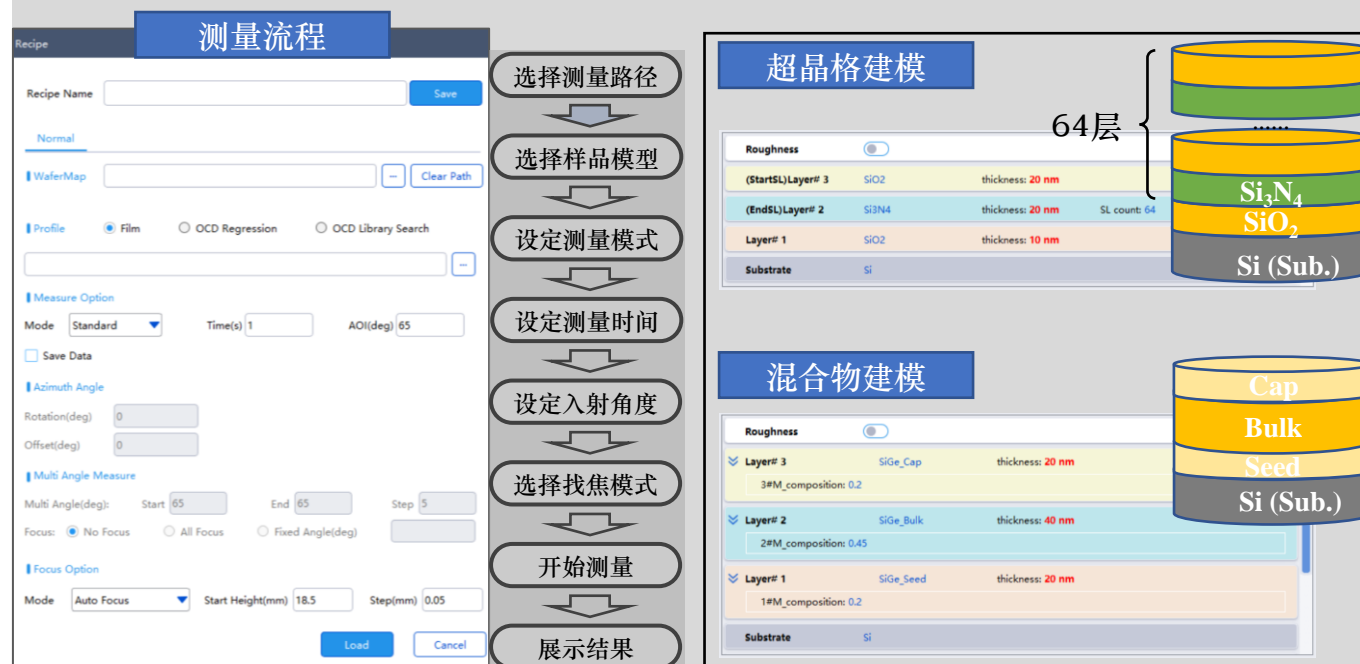 测量流程
Recipe
Recipe Name Save
Normal
WaferMap ... Clear Path
Profile Film OCD Regression OCD Library Search
...
Measure Option
Mode Standard Time(s) 1 AOI(deg) 65
Save Data
Azimuth Angle
Rotation(deg) 0
Offset(deg) 0
Multi Angle Measure
Multi Angle(deg): Start 65 End 65 Step 5
Focus: No Focus All Focus Fixed Angle(deg)
Focus Option
Mode Auto Focus Start Height(mm) 18.5 Step(mm) 0.05
Load Cancel
选择测量路径
选择样品模型
设定测量模式
设定测量时间
设定入射角度
选择找焦模式
开始测量
展示结果
超晶格建模
Roughness
(StartSL)Layer# 3 SiO2 thickness: 20 nm
(EndSL)Layer# 2 Si3N4 thickness: 20 nm SL count: 64
Layer# 1 SiO2 thickness: 10 nm
Substrate Si
64层
......
Si₃N₄
SiO₂
Si (Sub.)
混合物建模
Roughness
Layer# 3 SiGe_Cap thickness: 20 nm
3#M_composition: 0.2
Layer# 2 SiGe_Bulk thickness: 40 nm
2#M_composition: 0.45
Layer# 1 SiGe_Seed thickness: 20 nm
1#M_composition: 0.2
Substrate Si
Cap
Bulk
Seed
Si (Sub.)